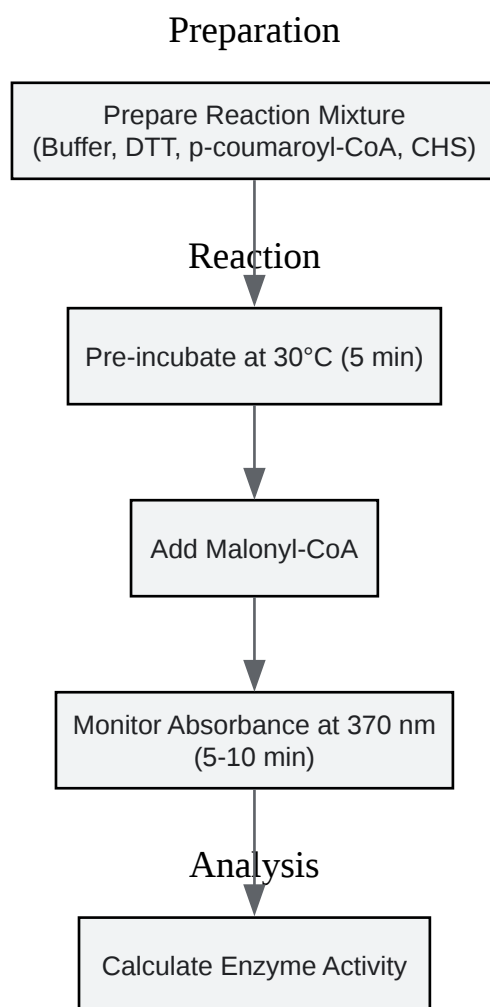 Preparation
Prepare Reaction Mixture
(Buffer, DTT, p-coumaroyl-CoA, CHS)
Reaction
Pre-incubate at 30°C (5 min)
Add Malonyl-CoA
Monitor Absorbance at 370 nm
(5-10 min)
Analysis
Calculate Enzyme Activity